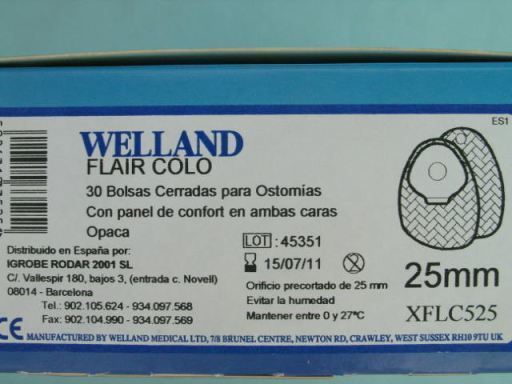 ES1
WELLAND
FLAIR COLO
30 Bolsas Cerradas para Ostomías
Con panel de confort en ambas caras
Opaca
LOT : 45351
15/07/11
Distribuido en España por:
IGROBE RODAR 2001 SL
C/. Vallespir 180, bajos 3, (entrada c. Novell)
08014 - Barcelona
Tel.: 902.105.624 - 934.097.568
Fax: 902.104.990 - 934.097.569
Orificio precortado de 25 mm
Evitar la humedad
Mantener entre 0 y 27ºC
25mm
XFLC525
CE MANUFACTURED BY WELLAND MEDICAL LTD, 7/8 BRUNEL CENTRE, NEWTON RD, CRAWLEY, WEST SUSSEX RH10 9TU UK